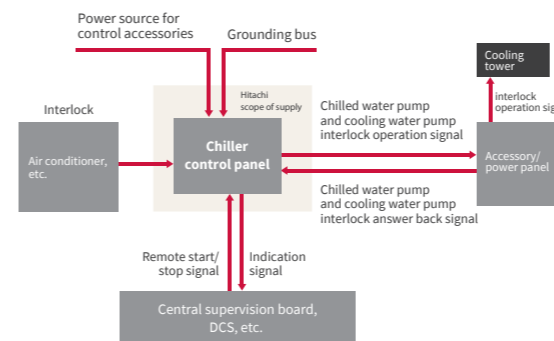 Power source for
control accessories
Grounding bus
Cooling
tower
Hitachi
scope of supply
interlock
operation sig
Interlock
Chilled water pump
and cooling water pump
interlock operation signal
Air conditioner,
etc.
Chiller
control panel
Accessory/
power panel
Chilled water pump
and cooling water pump
interlock answer back signal
Remote start/
stop signal
Indication
signal
Central supervision board,
DCS, etc.